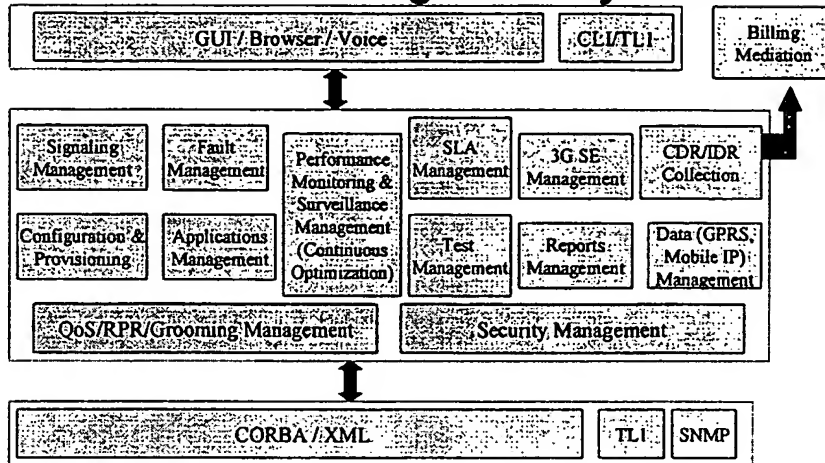 GUI / Browser / Voice
CLI/TL1
Billing
Mediation
Signaling
Management
Fault
Management
Performance
Monitoring &
Surveillance
Management
(Continuous
Optimization)
SLA
Management
3G SE
Management
CDR/IDR
Collection
Configuration &
Provisioning
Applications
Management
Test
Management
Reports
Management
Data (GPRS,
Mobile IP)
Management
QoS/RPR/Grooming Management
Security Management
CORBA / XML
TL1
SNMP